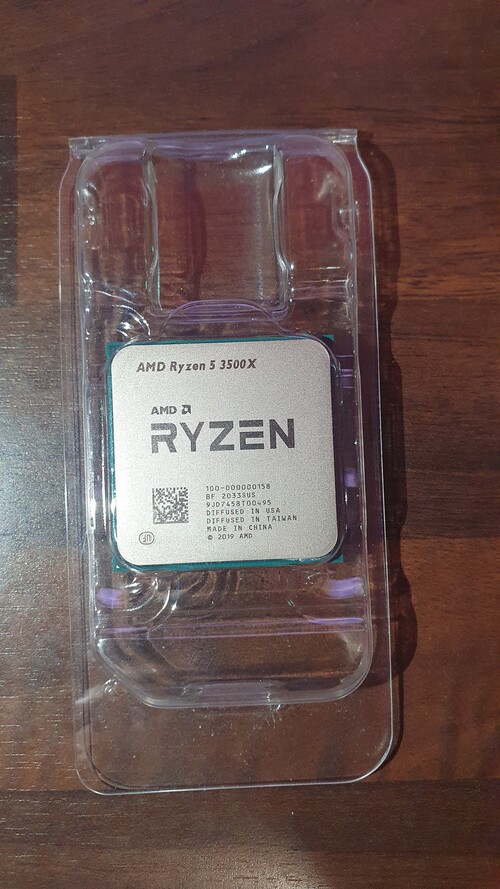 AMD Ryzen 5 3500X
AMD
RYZEN
100-000000158
BF 2033SUS
9JD7458T00495
DIFFUSED IN USA
DIFFUSED IN TAIWAN
MADE IN CHINA
© 2019 AMD
UF